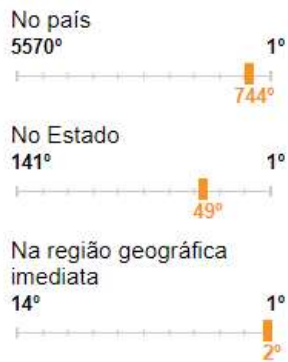 No país
5570º 1º
744º
No Estado
141º 1º
49º
Na região geográfica
imediata
14º 1º
2º